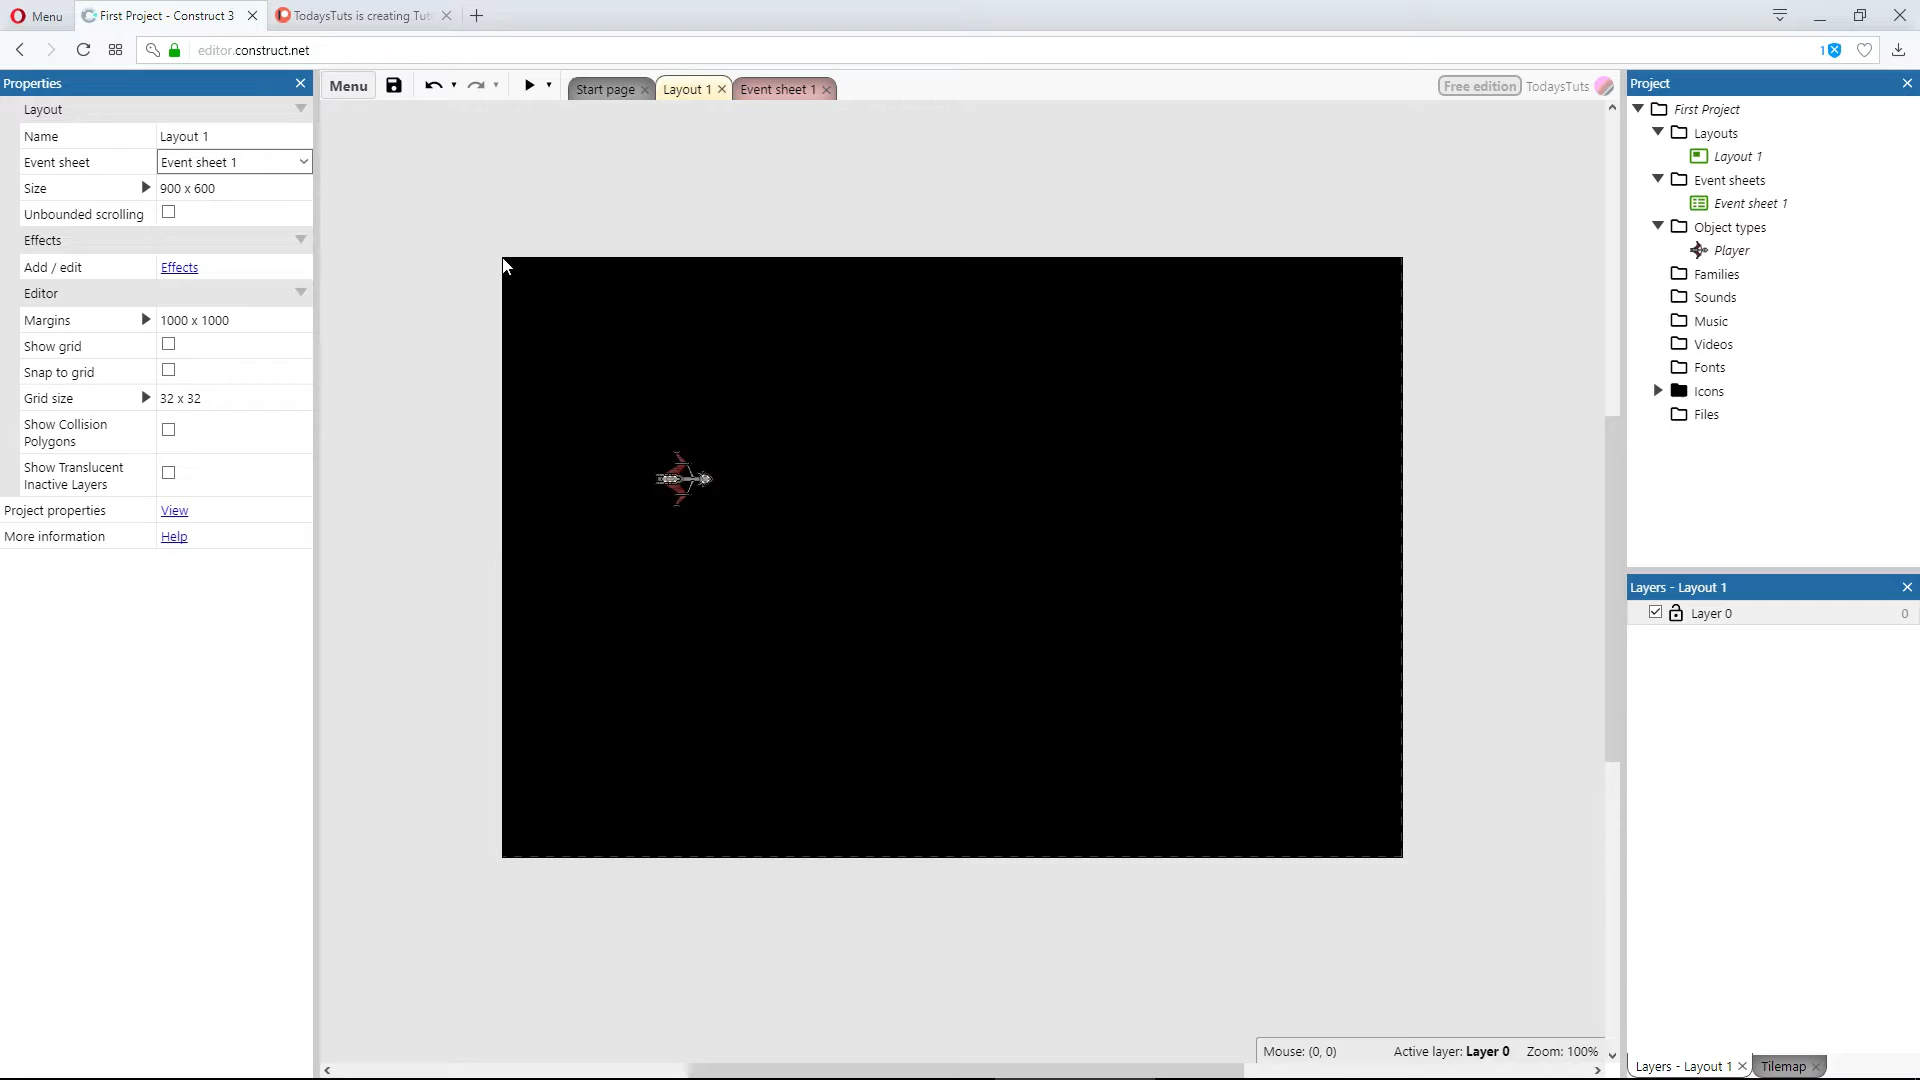 Menu
First Project - Construct 3
TodaysTuts is creating Tut
editor.construct.net
1
Properties
Layout
Name
Layout 1
Event sheet
Event sheet 1
Size
900 x 600
Unbounded scrolling
Effects
Add / edit
Effects
Editor
Margins
1000 x 1000
Show grid
Snap to grid
Grid size
32 x 32
Show Collision
Polygons
Show Translucent
Inactive Layers
Project properties
View
More information
Help
Menu
Start page
Layout 1
Event sheet 1
Free edition
TodaysTuts
Mouse: (0, 0)
Active layer: Layer 0
Zoom: 100%
Project
First Project
Layouts
Layout 1
Event sheets
Event sheet 1
Object types
Player
Families
Sounds
Music
Videos
Fonts
Icons
Files
Layers - Layout 1
Layer 0
0
Layers - Layout 1
Tilemap